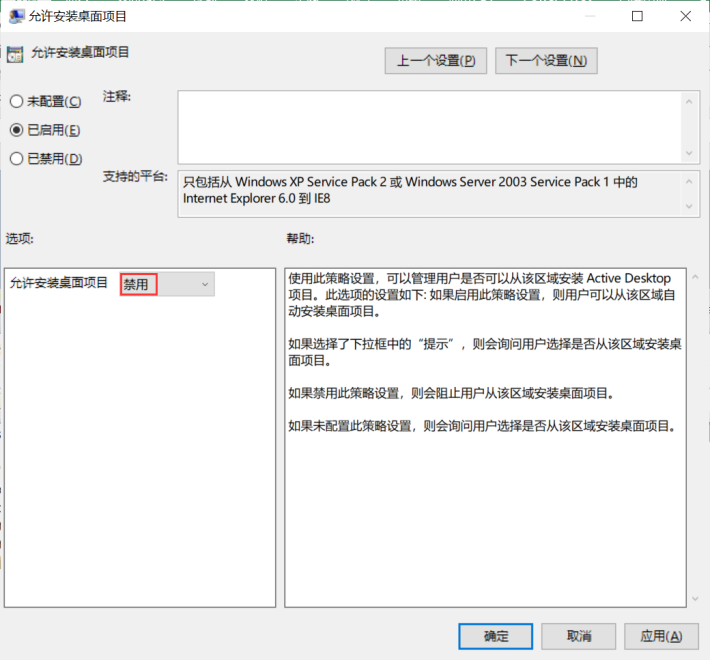 允许安装桌面项目
允许安装桌面项目
上一个设置(P)
下一个设置(N)
未配置(C)
注释:
已启用(E)
已禁用(D)
支持的平台:
只包括从 Windows XP Service Pack 2 或 Windows Server 2003 Service Pack 1 中的
Internet Explorer 6.0 到 IE8
选项:
帮助:
允许安装桌面项目
禁用
使用此策略设置，可以管理用户是否可以从该区域安装 Active Desktop
项目。此选项的设置如下: 如果启用此策略设置，则用户可以从该区域自
动安装桌面项目。
如果选择了下拉框中的“提示”，则会询问用户选择是否从该区域安装桌
面项目。
如果禁用此策略设置，则会阻止用户从该区域安装桌面项目。
如果未配置此策略设置，则会询问用户选择是否从该区域安装桌面项目。
确定
取消
应用(A)